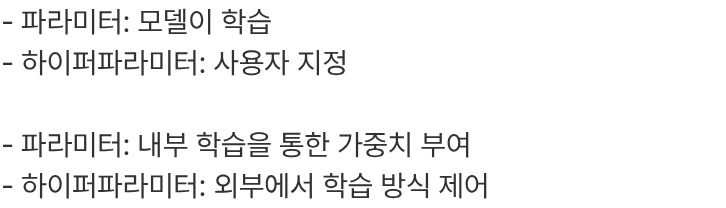 - 파라미터: 모델이 학습
- 하이퍼파라미터: 사용자 지정
- 파라미터: 내부 학습을 통한 가중치 부여
- 하이퍼파라미터: 외부에서 학습 방식 제어